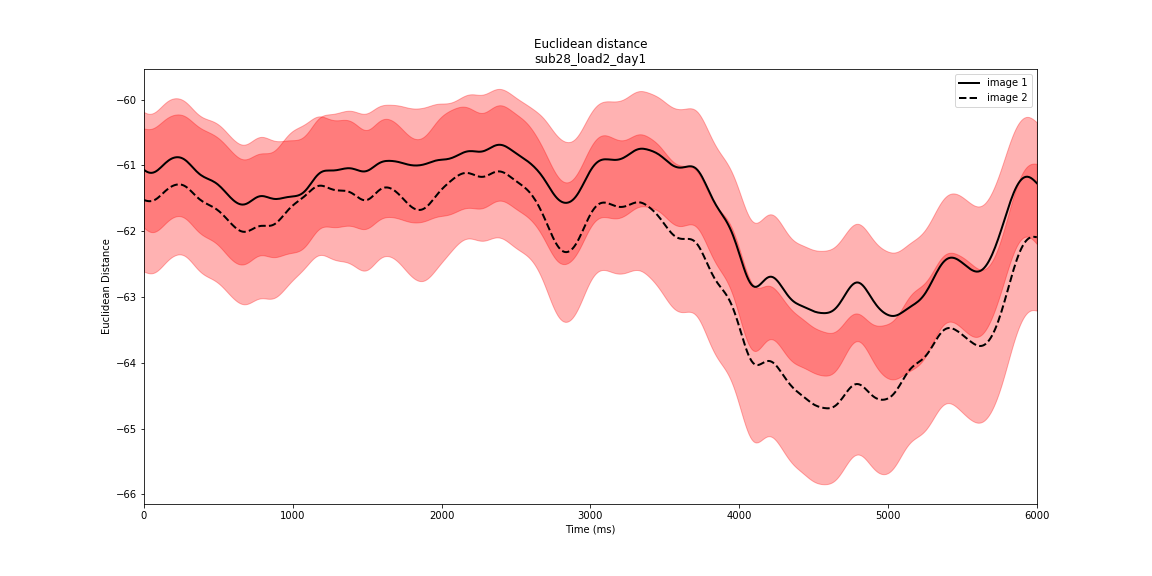 Euclidean distance
sub28_load2_day1
image 1
image 2
Euclidean Distance
−60
−61
−62
−63
−64
−65
−66
0 1000 2000 3000 4000 5000 6000
Time (ms)